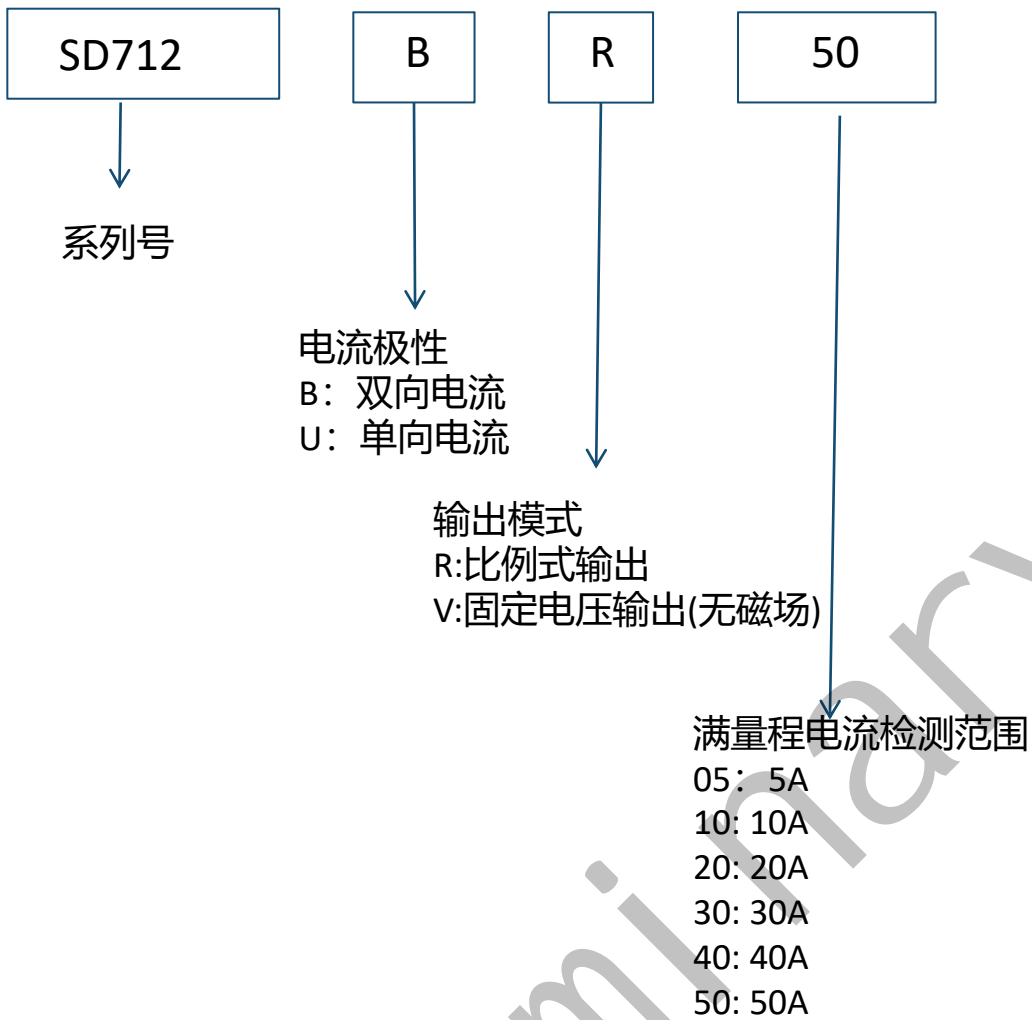 SD712 B R 50
系列号
电流极性
B：双向电流
U：单向电流
输出模式
R:比例式输出
V:固定电压输出(无磁场)
满量程电流检测范围
05：5A
10: 10A
20: 20A
30: 30A
40: 40A
50: 50A
minary